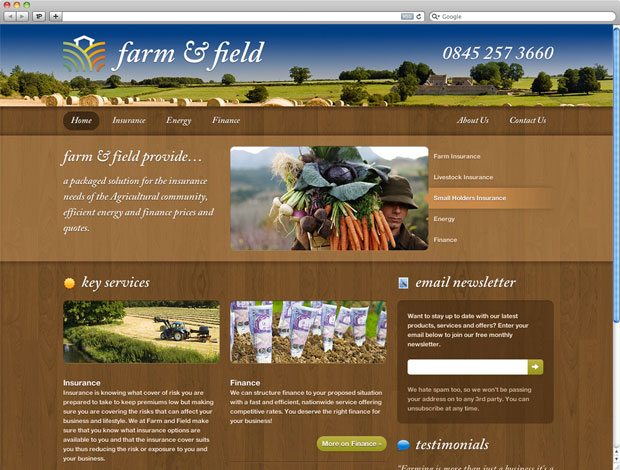 Google
farm & field
0845 257 3660
Home
Insurance
Energy
Finance
About Us
Contact Us
farm & field provide...
a packaged solution for the insurance
needs of the Agricultural community,
efficient energy and finance prices and
quotes.
Farm Insurance
Livestock Insurance
Small Holders Insurance
Energy
Finance
key services
Insurance
Insurance is knowing what cover of risk you are
prepared to take to keep premiums low but making
sure you are covering the risks that can affect your
business and lifestyle. We at Farm and Field make
sure that you know what insurance options are
available to you and that the insurance cover suits
you thus reducing the risk or exposure to you and
your business.
Finance
We can structure finance to your proposed situation
with a fast and efficient, nationwide service offering
competitive rates. You deserve the right finance for
your business!
More on Finance
email newsletter
Want to stay up to date with our latest
products, services and offers? Enter your
email below to join our free monthly
newsletter.
We hate spam too, so we won't be passing
your address on to any 3rd party. You can
unsubscribe at any time.
testimonials
"Farming is more than just a business it's a